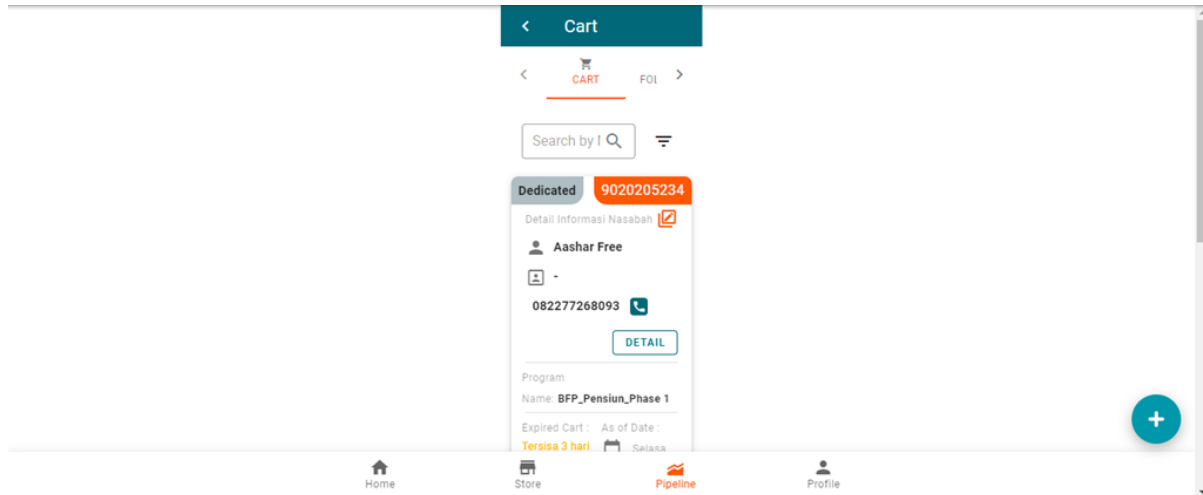 Cart
CART FOL
Search by
Dedicated 9020205234
Detail Informasi Nasabah
Aashar Free
-
082277268093
DETAIL
Program
Name: BFP_Pensiun_Phase 1
Expired Cart : As of Date :
Tersisa 3 hari Selasa
Home Store Pipeline Profile